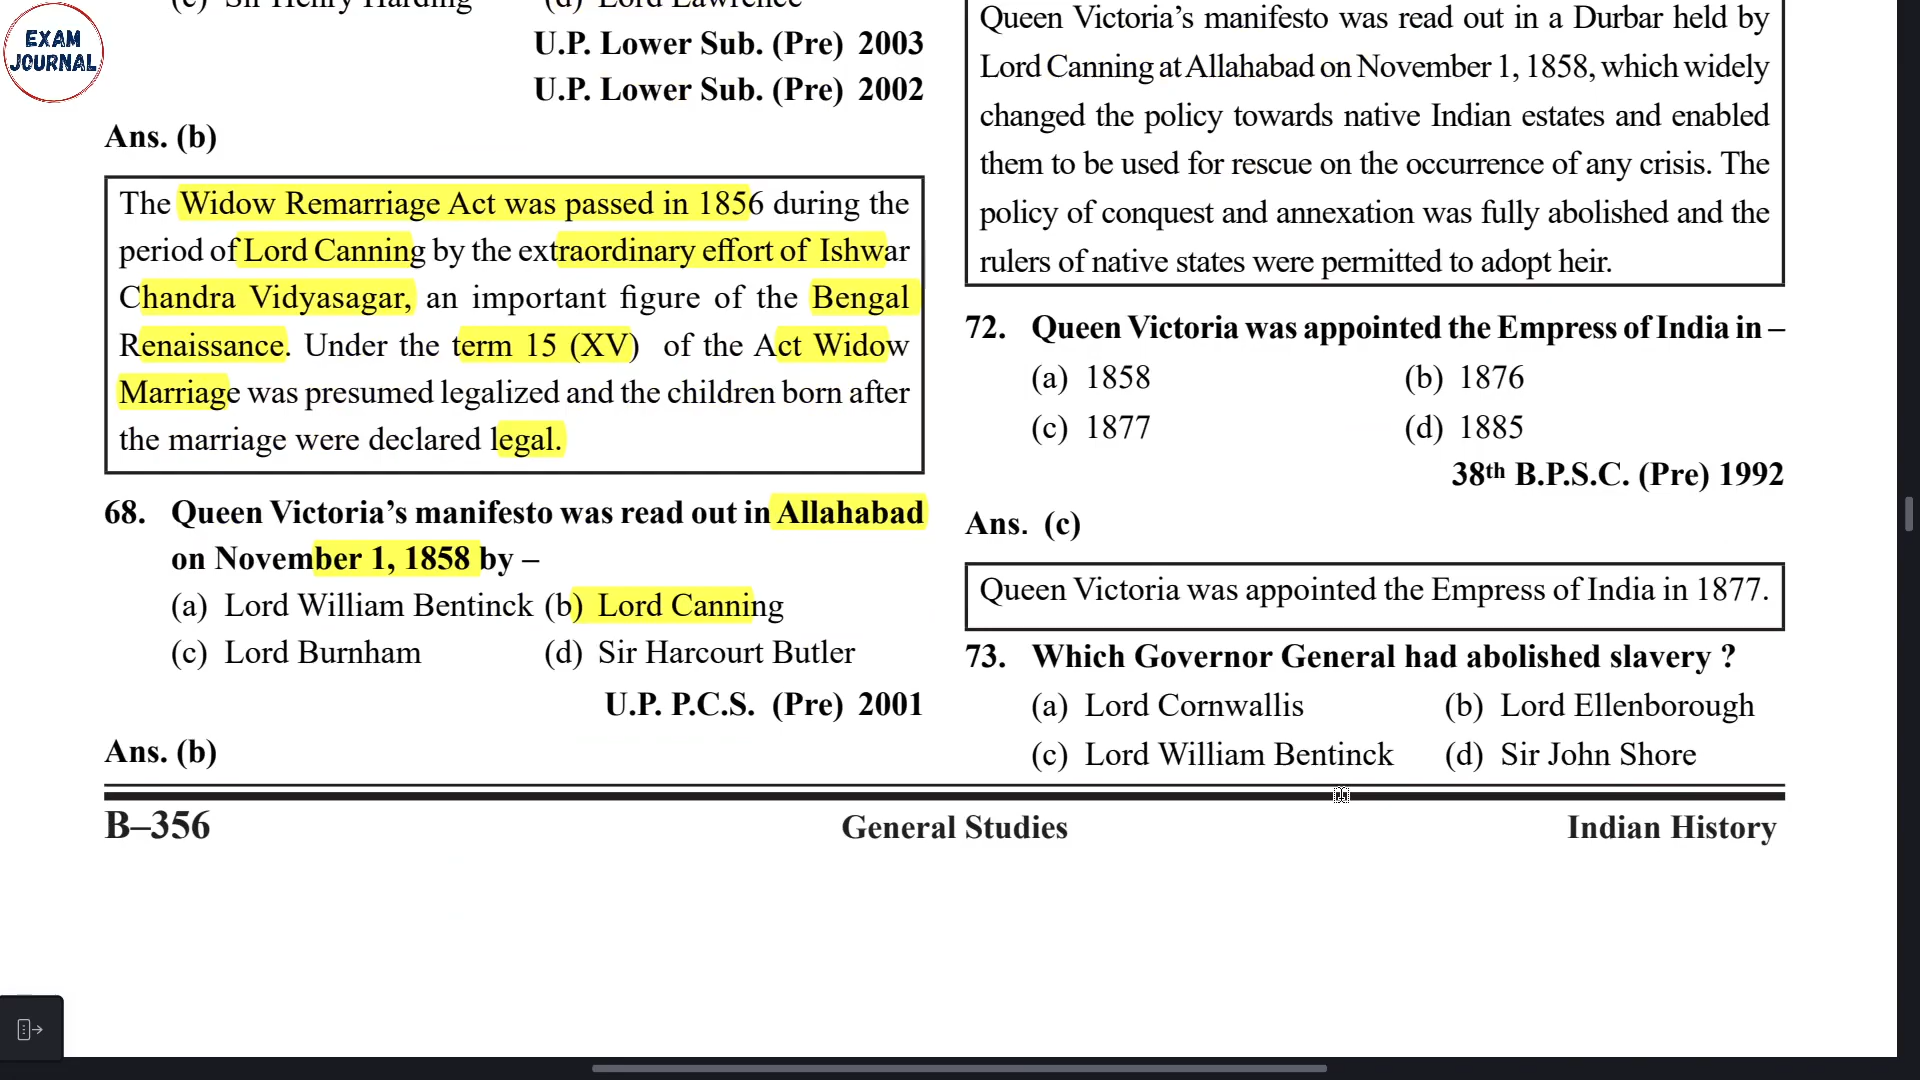 EXAM
JOURNAL
(c) Sir Henry Harding (d) Lord Lawrence
U.P. Lower Sub. (Pre) 2003
U.P. Lower Sub. (Pre) 2002
Ans. (b)
The Widow Remarriage Act was passed in 1856 during the
period of Lord Canning by the extraordinary effort of Ishwar
Chandra Vidyasagar, an important figure of the Bengal
Renaissance. Under the term 15 (XV) of the Act Widow
Marriage was presumed legalized and the children born after
the marriage were declared legal.
68. Queen Victoria’s manifesto was read out in Allahabad
on November 1, 1858 by –
(a) Lord William Bentinck (b) Lord Canning
(c) Lord Burnham (d) Sir Harcourt Butler
U.P. P.C.S. (Pre) 2001
Ans. (b)
Queen Victoria’s manifesto was read out in a Durbar held by
Lord Canning at Allahabad on November 1, 1858, which widely
changed the policy towards native Indian estates and enabled
them to be used for rescue on the occurrence of any crisis. The
policy of conquest and annexation was fully abolished and the
rulers of native states were permitted to adopt heir.
72. Queen Victoria was appointed the Empress of India in –
(a) 1858 (b) 1876
(c) 1877 (d) 1885
38th B.P.S.C. (Pre) 1992
Ans. (c)
Queen Victoria was appointed the Empress of India in 1877.
73. Which Governor General had abolished slavery ?
(a) Lord Cornwallis (b) Lord Ellenborough
(c) Lord William Bentinck (d) Sir John Shore
B–356 General Studies Indian History